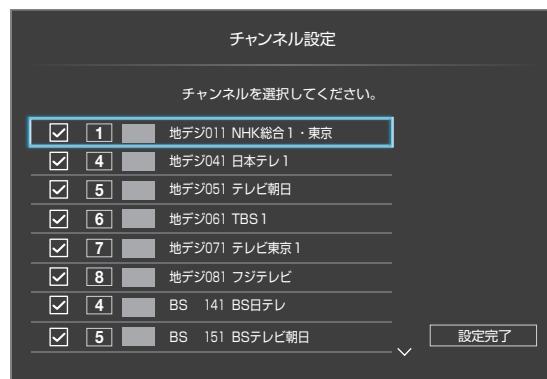 チャンネル設定
チャンネルを選択してください。
1 地デジ011 NHK総合1・東京
4 地デジ041 日本テレ1
5 地デジ051 テレビ朝日
6 地デジ061 TBS1
7 地デジ071 テレビ東京1
8 地デジ081 フジテレビ
4 BS 141 BS日テレ
5 BS 151 BSテレビ朝日
設定完了